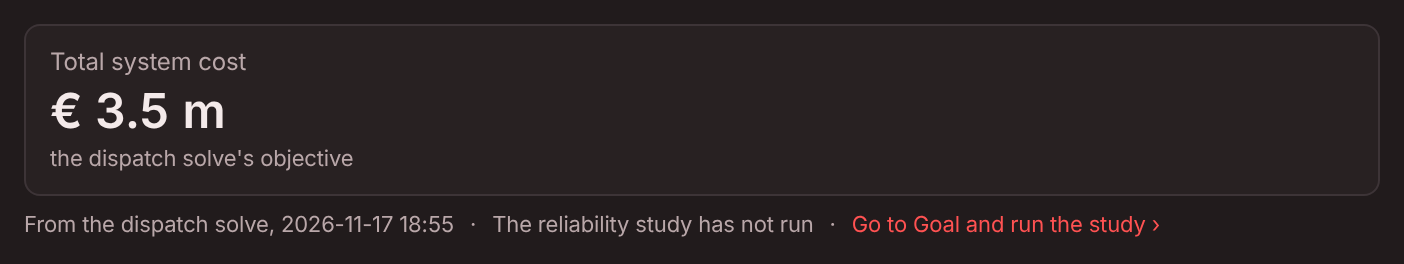 Total system cost
€ 3.5 m
the dispatch solve's objective
From the dispatch solve, 2026-11-17 18:55 · The reliability study has not run · Go to Goal and run the study ›